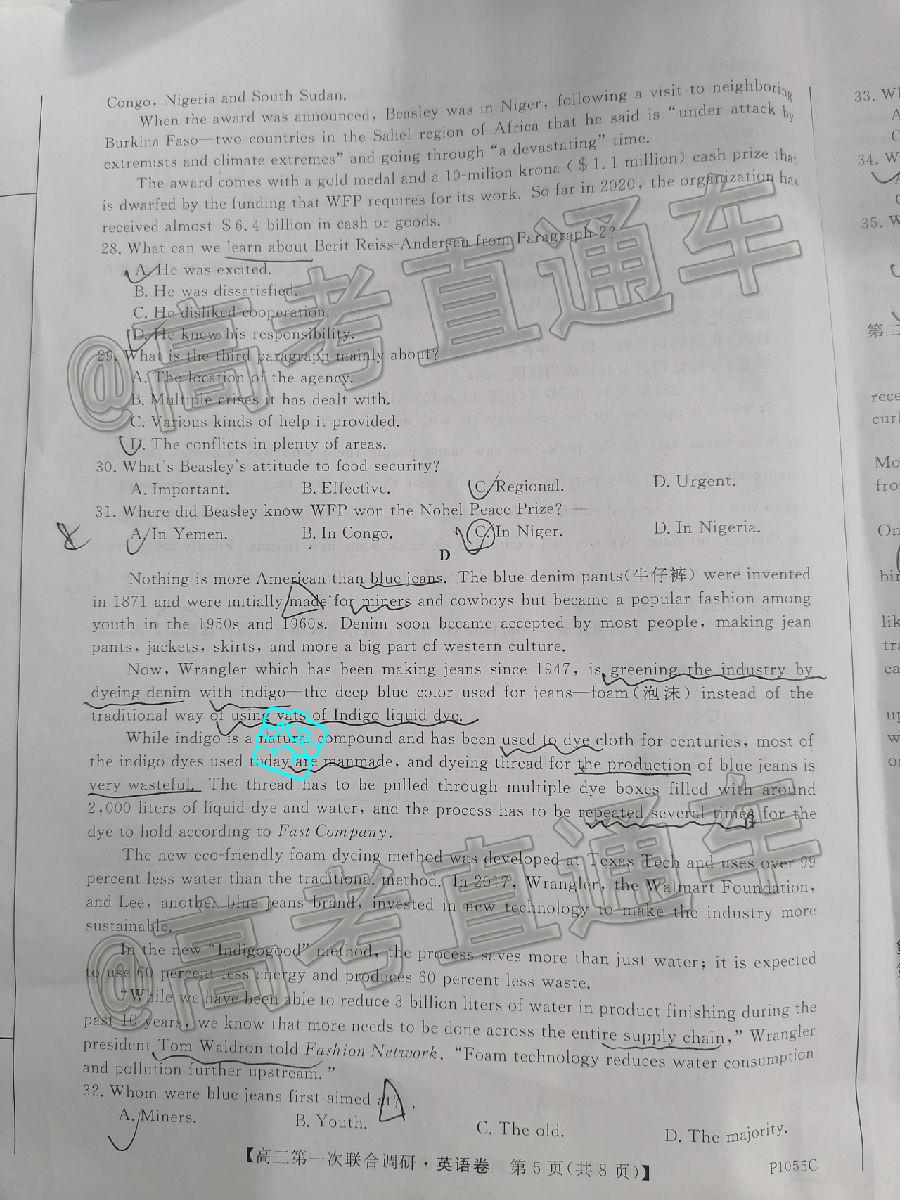 Congo, Nigeria and South Sudan.
When the award was announced, Beasley was in Niger, following a visit to neighboring
Burkina Faso—two countries in the Sahel region of Africa that he said is "under attack by
extremists and climate extremes" and going through "a devastating" time.
The award comes with a gold medal and a 10-milion krona ($1.1 million) cash prize that
is dwarfed by the funding that WFP requires for its work. So far in 2020, the organization has
received almost $6.4 billion in cash or goods.
28. What can we learn about Berit Reiss-Andersen from Paragraph 2?
A. He was excited.
B. He was dissatisfied.
C. He disliked cooperation.
D. He knew his responsibility.
29. What is the third paragraph mainly about?
A. The location of the agency.
B. Multiple crises it has dealt with.
C. Various kinds of help it provided.
D. The conflicts in plenty of areas.
30. What's Beasley's attitude to food security?
A. Important. B. Effective. C. Regional. D. Urgent.
31. Where did Beasley know WFP won the Nobel Peace Prize?
A. In Yemen. B. In Congo. C. In Niger. D. In Nigeria.
D
Nothing is more American than blue jeans. The blue denim pants(牛仔裤) were invented
in 1871 and were initially made for miners and cowboys but became a popular fashion among
youth in the 1950s and 1960s. Denim soon became accepted by most people, making jean
pants, jackets, skirts, and more a big part of western culture.
Now, Wrangler which has been making jeans since 1947, is greening the industry by
dyeing denim with indigo—the deep blue color used for jeans—foam(泡沫) instead of the
traditional way of using vats of Indigo liquid dye.
While indigo is a natural compound and has been used to dye cloth for centuries, most of
the indigo dyes used today are manmade, and dyeing thread for the production of blue jeans is
very wasteful. The thread has to be pulled through multiple dye boxes filled with around
2,000 liters of liquid dye and water, and the process has to be repeated several times for the
dye to hold according to Fast Company.
The new eco-friendly foam dyeing method was developed at Texas Tech and uses over 99
percent less water than the traditional method. In 2017, Wrangler, the Walmart Foundation,
and Lee, another blue jeans brand, invested in new technology to make the industry more
sustainable.
In the new "Indigogood" method, the process saves more than just water; it is expected
to use 60 percent less energy and produces 60 percent less waste.
"While we have been able to reduce 3 billion liters of water in product finishing during the
past 10 years, we know that more needs to be done across the entire supply chain," Wrangler
president Tom Waldron told Fashion Network. "Foam technology reduces water consumption
and pollution further upstream."
32. Whom were blue jeans first aimed at?
A. Miners. B. Youth. C. The old. D. The majority.
【高三第一次联合调研·英语卷 第5页(共8页)】 P1055C
@高考直通车
@高考直通车
33. W
A
C
34. W
35. W
第二
rece
curl
Mo
fro
On
bir
lik
tra
ca
up
w
o